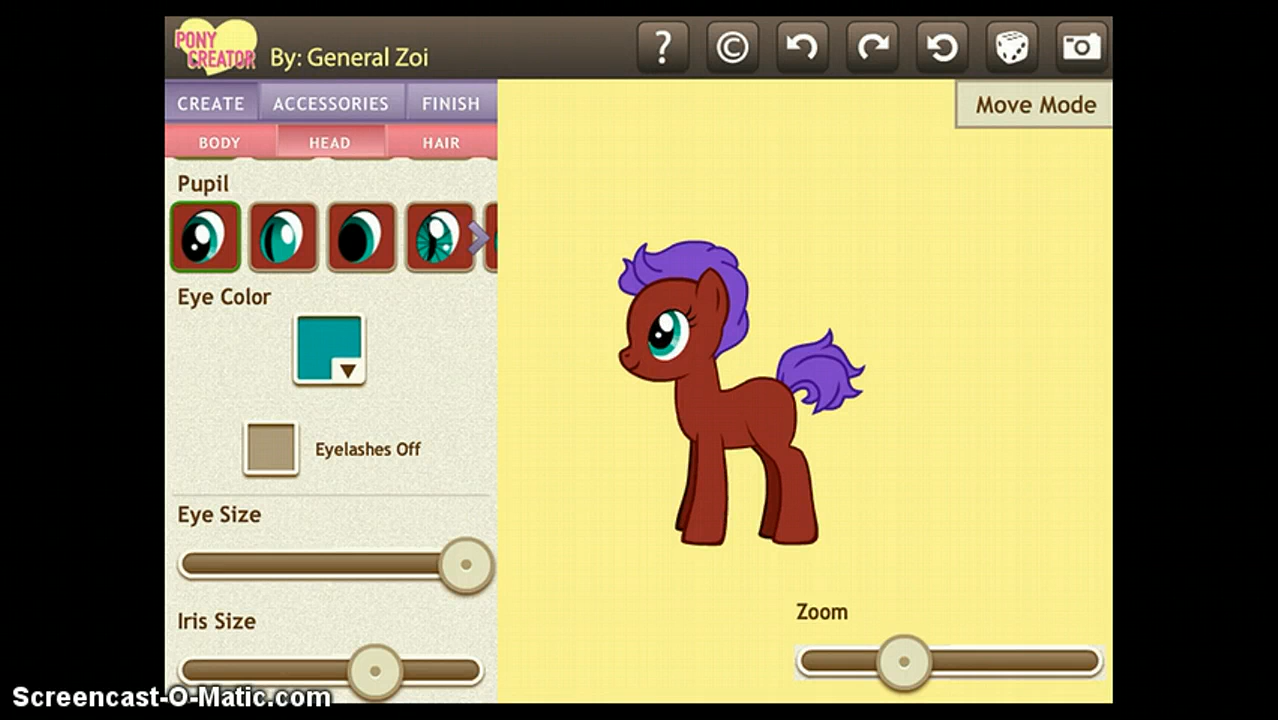 PONY
CREATOR
By: General Zoi
? ©
CREATE ACCESSORIES FINISH
Move Mode
BODY HEAD HAIR
Pupil
Eye Color
Eyelashes Off
Eye Size
Iris Size
Zoom
Screencast-O-Matic.com